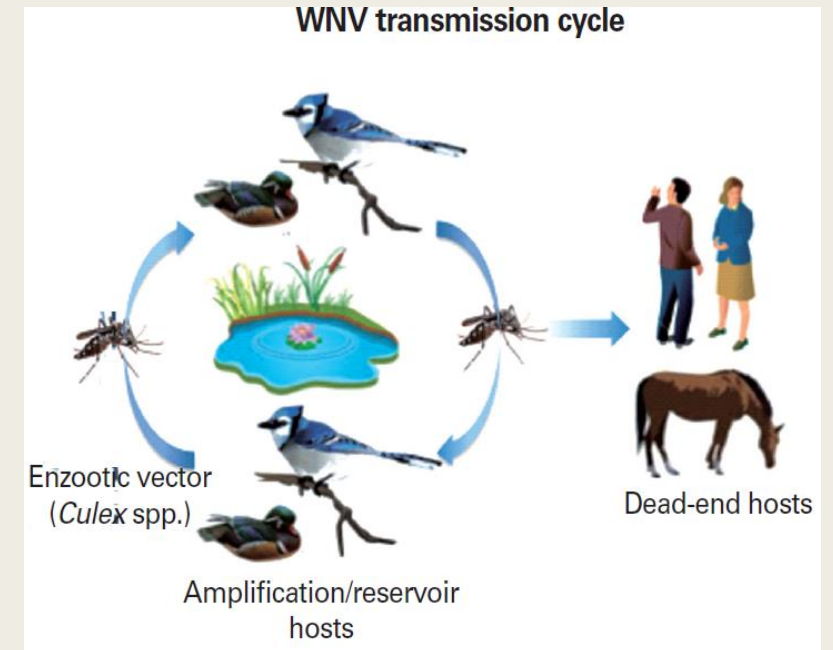 WNV transmission cycle
Enzootic vector
(Culex spp.)
Dead-end hosts
Amplification/reservoir
hosts